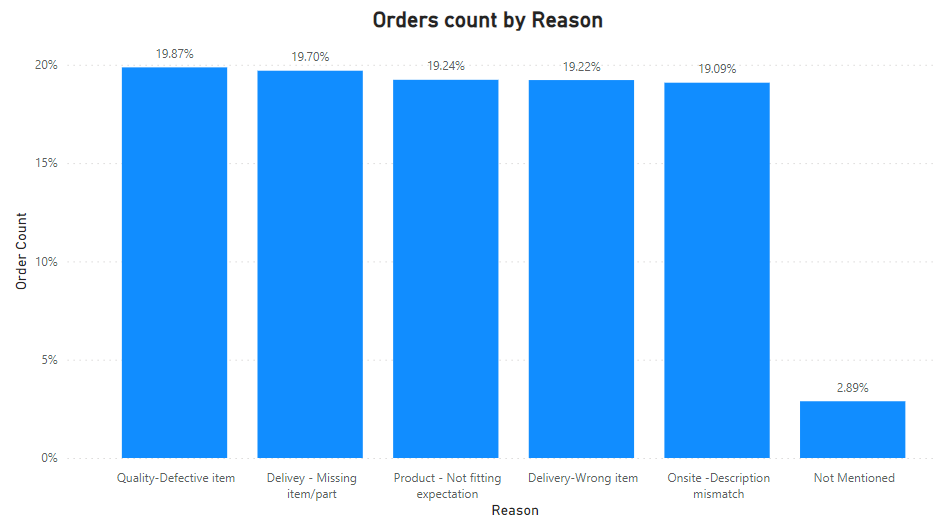 Orders count by Reason
19.87%
19.70%
19.24%
19.22%
19.09%
2.89%
20%
15%
10%
5%
0%
Order Count
Quality-Defective item
Delivey - Missing
item/part
Product - Not fitting
expectation
Delivery-Wrong item
Onsite -Description
mismatch
Not Mentioned
Reason